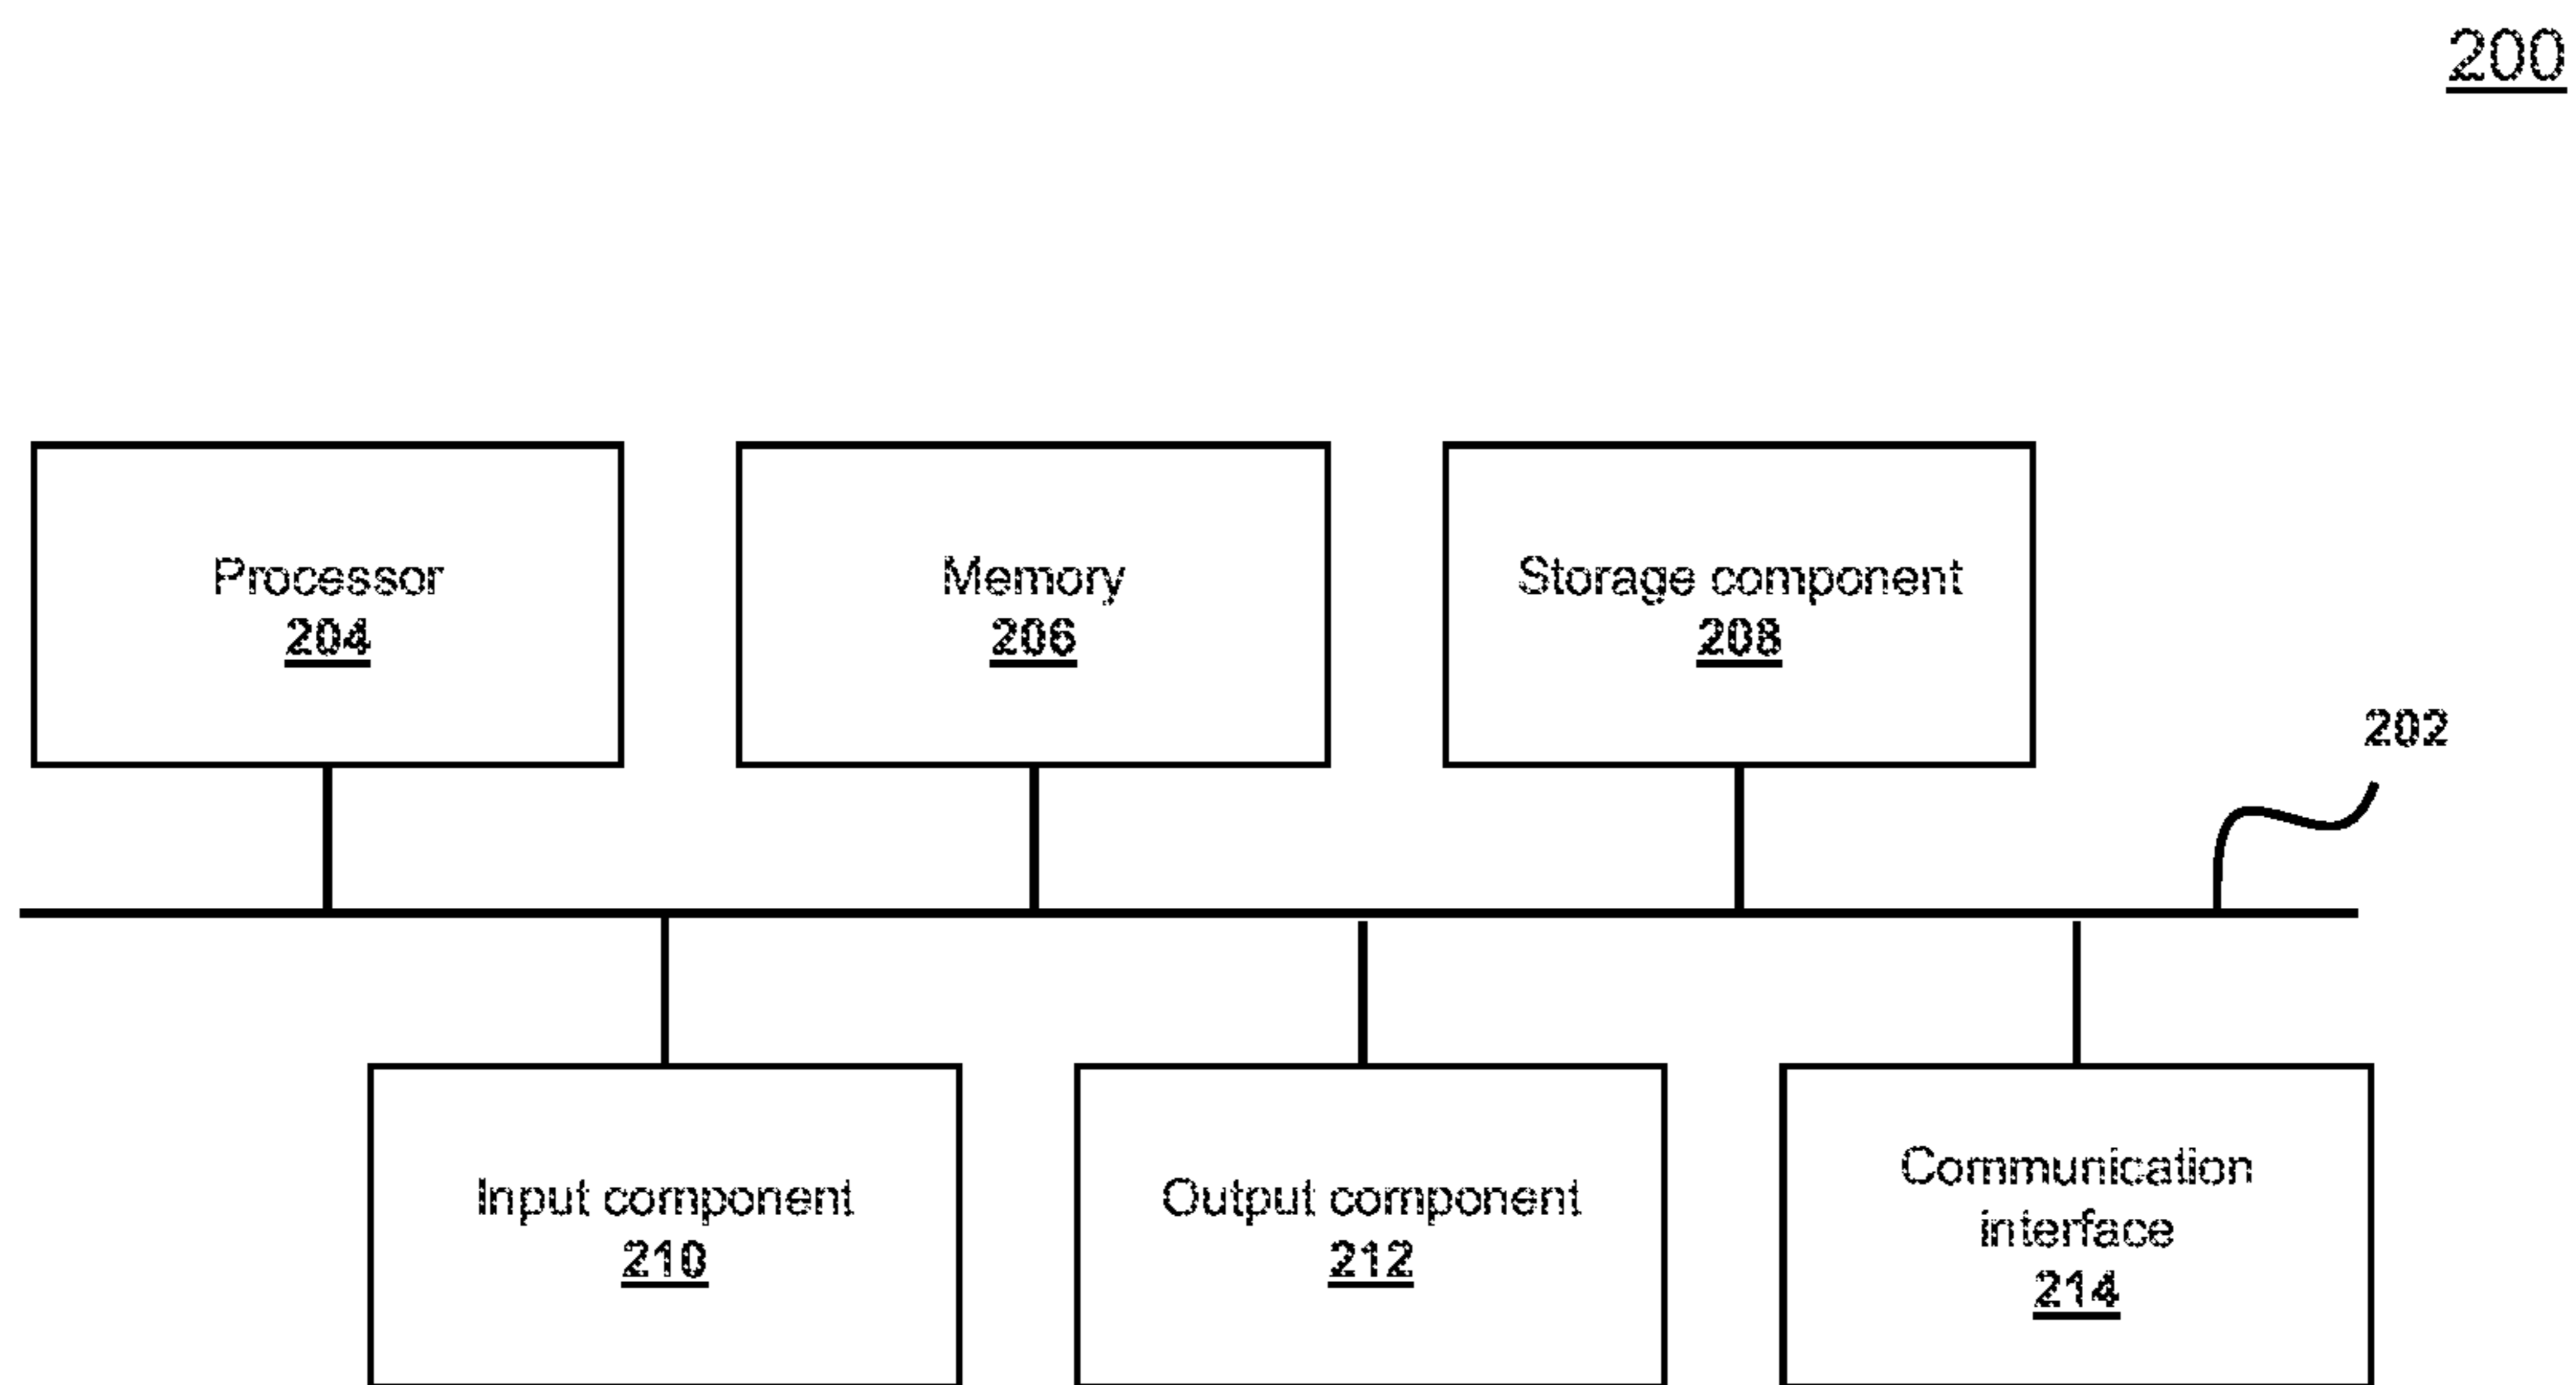 200
Processor
204
Memory
206
Storage component
208
202
Input component
210
Output component
212
Communication
interface
214